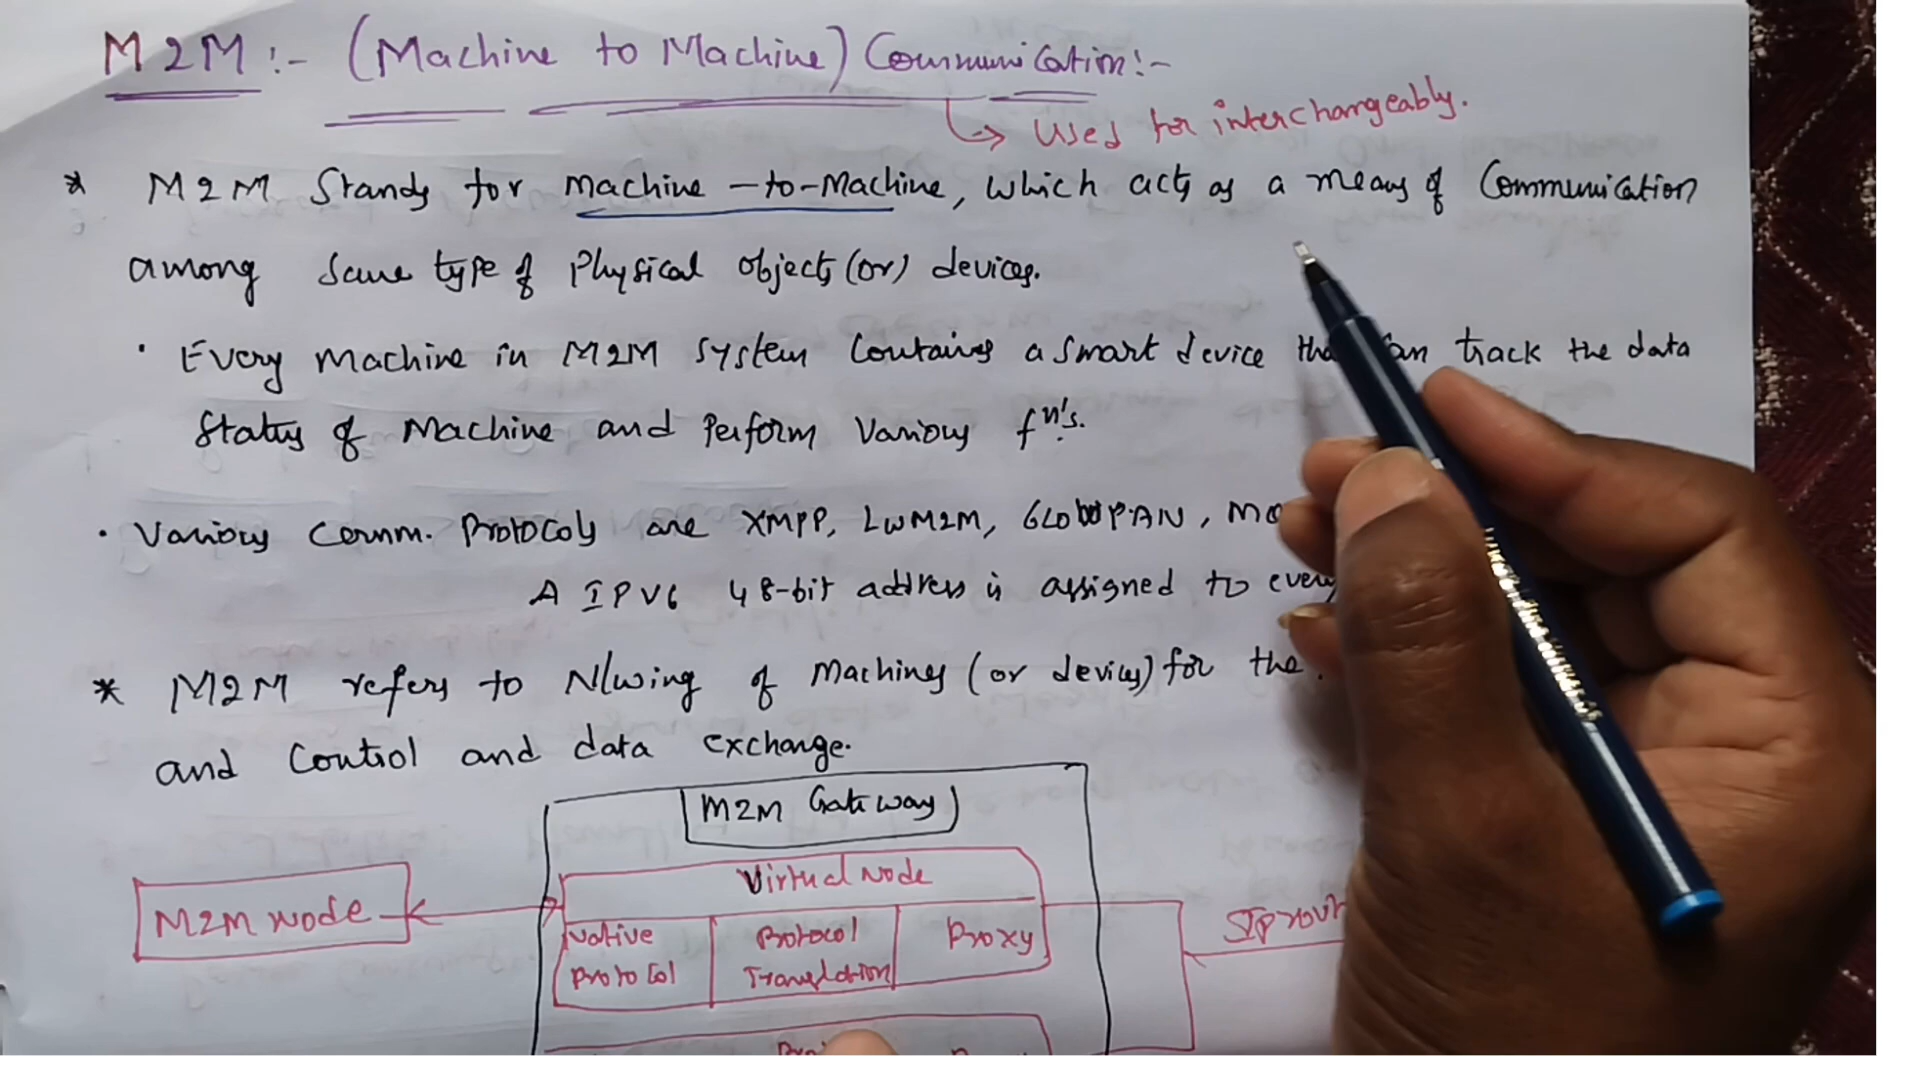 M2M:- (Machine to Machine) Communication:-
↳ Used for interchangeably.
* M2M Stands for Machine-to-Machine, which acts as a means of Communication
among same type of Physical objects (or) devices.
· Every Machine in M2M system Contains a smart device track the data
Status of Machine and Perform Various fn's.
· Various Comm. Protocols are XMPP, LWM2M,
A IPV6 48-bit address is assigned to every
* M2M refers to N/wing of Machines (or devices) for the
and Control and data exchange.
M2M Gateway
Virtual Node
M2M Node
Native Protocol
Protocol Translation
Proxy